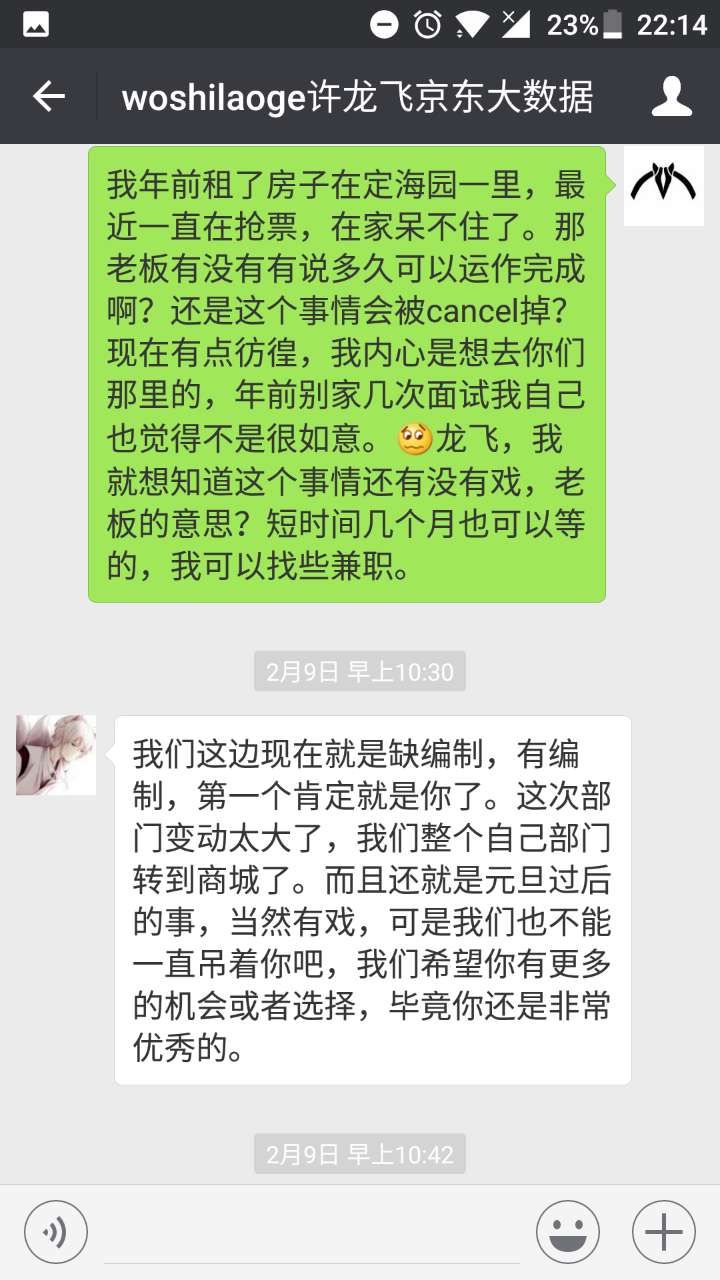 23% 22:14
woshilaoge许龙飞京东大数据
我年前租了房子在定海园一里，最
近一直在抢票，在家呆不住了。那
老板有没有有说多久可以运作完成
啊？还是这个事情会被cancel掉？
现在有点彷徨，我内心是想去你们
那里的，年前别家几次面试我自己
也觉得不是很如意。龙飞，我
就想知道这个事情还有没有戏，老
板的意思？短时间几个月也可以等
的，我可以找些兼职。
2月9日 早上10:30
我们这边现在就是缺编制，有编
制，第一个肯定就是你了。这次部
门变动太大了，我们整个自己部门
转到商城了。而且还就是元旦过后
的事，当然有戏，可是我们也不能
一直吊着你吧，我们希望你有更多
的机会或者选择，毕竟你还是非常
优秀的。
2月9日 早上10:42